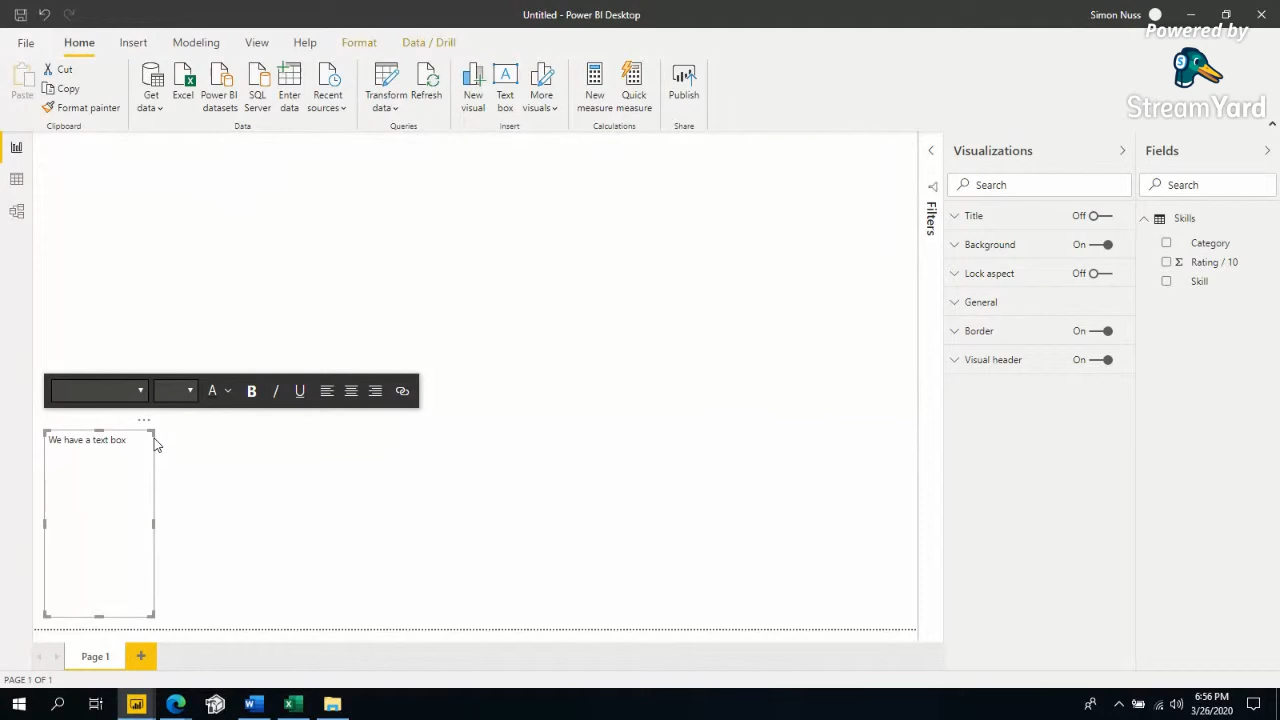 Untitled - Power BI Desktop
Simon Nuss
Powered by
StreamYard
File Home Insert Modeling View Help Format Data / Drill
Paste
Cut
Copy
Format painter
Clipboard
Get data
Excel
Power BI datasets
SQL Server
Enter data
Recent sources
Data
Transform data
Refresh
Queries
New visual
Text box
More visuals
Insert
New measure
Quick measure
Calculations
Publish
Share
Filters
Visualizations
Search
Title Off
Background On
Lock aspect Off
General
Border On
Visual header On
Fields
Search
Skills
Category
Σ Rating / 10
Skill
A B I U
We have a text box
Page 1 +
PAGE 1 OF 1
6:56 PM
3/26/2020